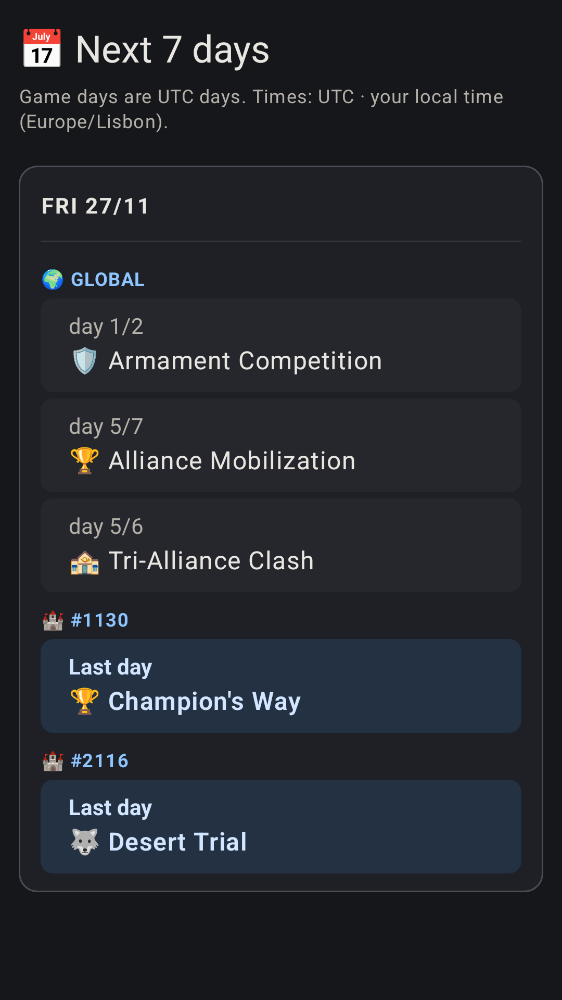 July
17
Next 7 days
Game days are UTC days. Times: UTC · your local time
(Europe/Lisbon).
FRI 27/11
GLOBAL
day 1/2
Armament Competition
day 5/7
Alliance Mobilization
day 5/6
Tri-Alliance Clash
#1130
Last day
Champion's Way
#2116
Last day
Desert Trial